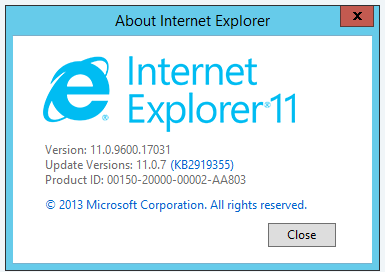 About Internet Explorer
x
Internet
Explorer®11
Version: 11.0.9600.17031
Update Versions: 11.0.7 (KB2919355)
Product ID: 00150-20000-00002-AA803
© 2013 Microsoft Corporation. All rights reserved.
Close